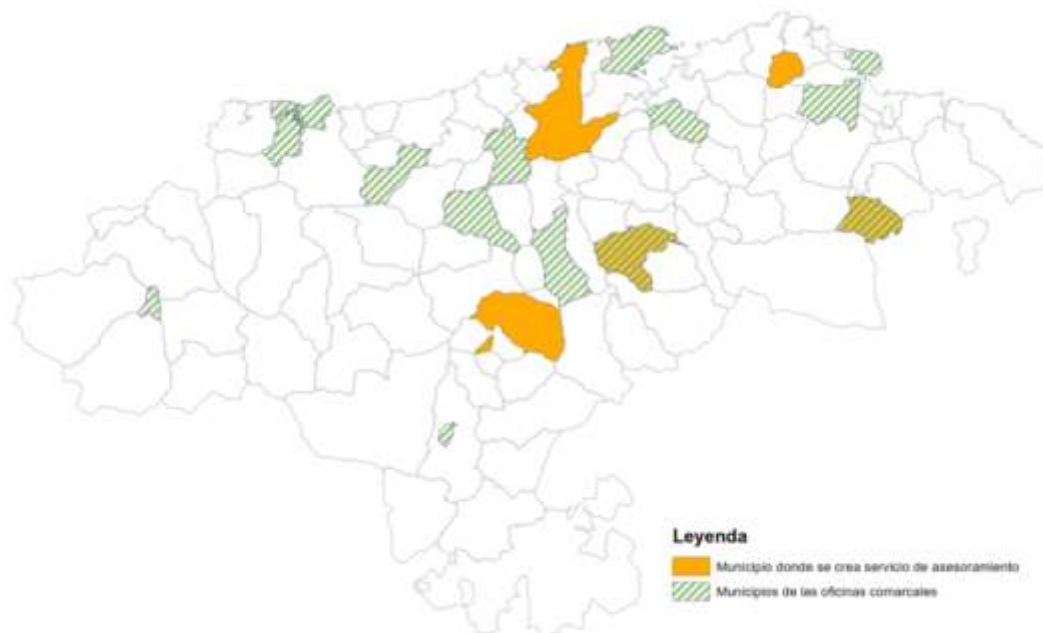 Leyenda
Municipio donde se crea servicio de asesoramiento
Municipios de las oficinas comarcales